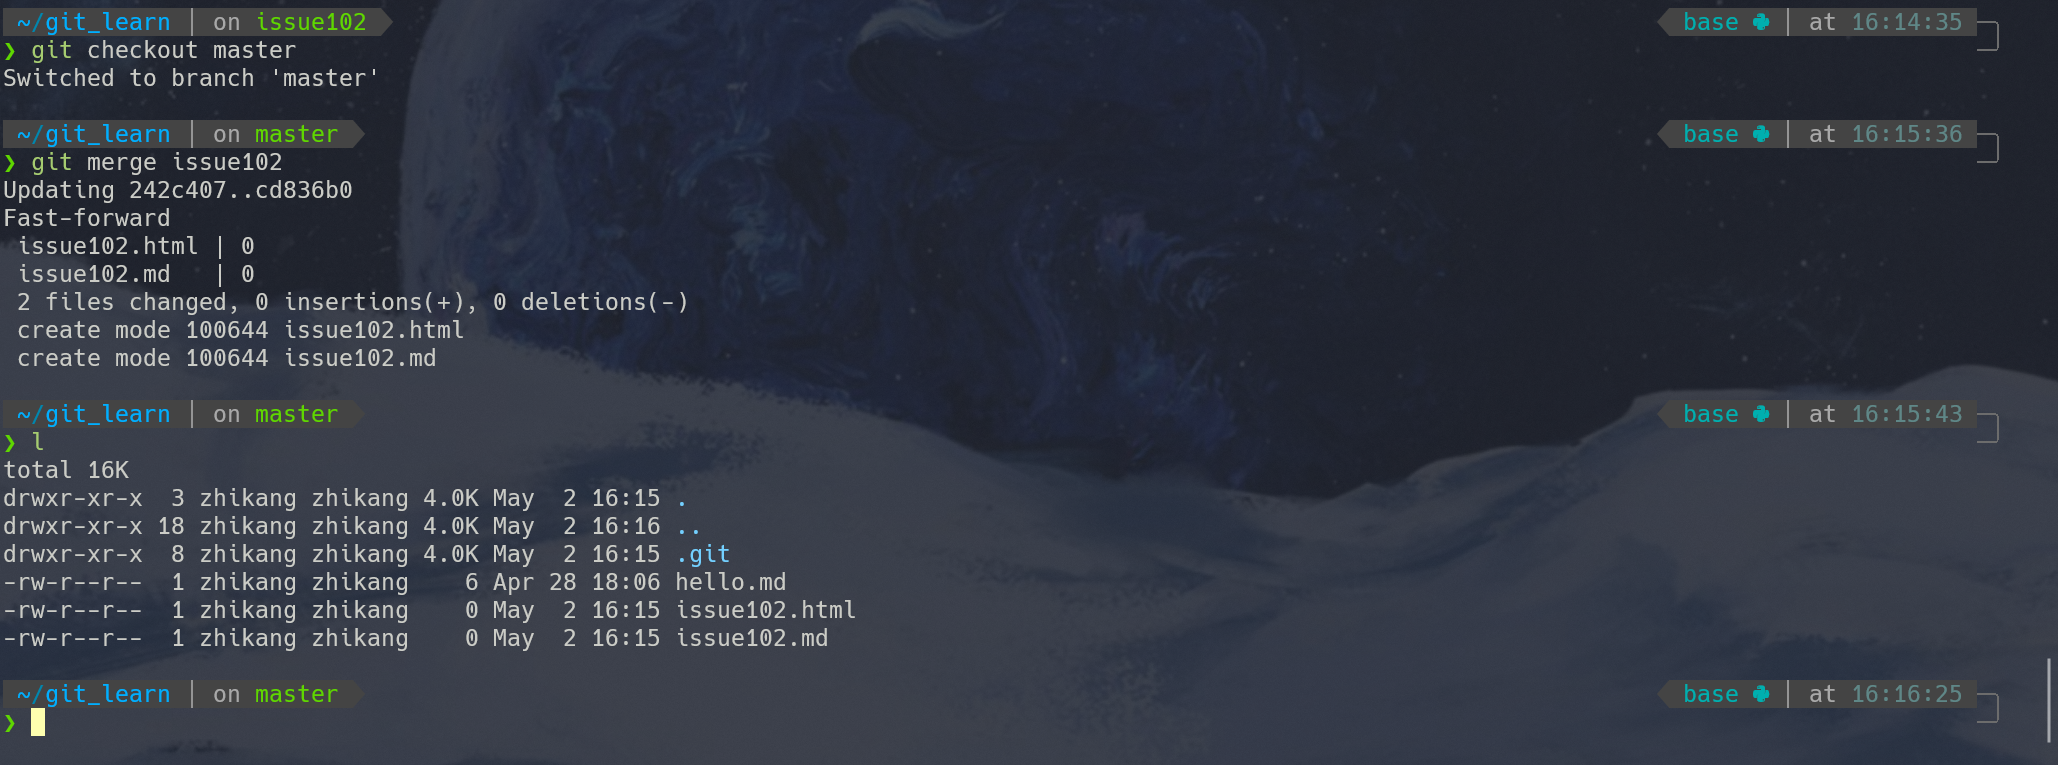 ~/git_learn | on issue102 base | at 16:14:35
❯ git checkout master
Switched to branch 'master'
~/git_learn | on master base | at 16:15:36
❯ git merge issue102
Updating 242c407..cd836b0
Fast-forward
 issue102.html | 0
 issue102.md   | 0
 2 files changed, 0 insertions(+), 0 deletions(-)
 create mode 100644 issue102.html
 create mode 100644 issue102.md
~/git_learn | on master base | at 16:15:43
❯ l
total 16K
drwxr-xr-x  3 zhikang zhikang 4.0K May  2 16:15 .
drwxr-xr-x 18 zhikang zhikang 4.0K May  2 16:16 ..
drwxr-xr-x  8 zhikang zhikang 4.0K May  2 16:15 .git
-rw-r--r--  1 zhikang zhikang    6 Apr 28 18:06 hello.md
-rw-r--r--  1 zhikang zhikang    0 May  2 16:15 issue102.html
-rw-r--r--  1 zhikang zhikang    0 May  2 16:15 issue102.md
~/git_learn | on master base | at 16:16:25
❯